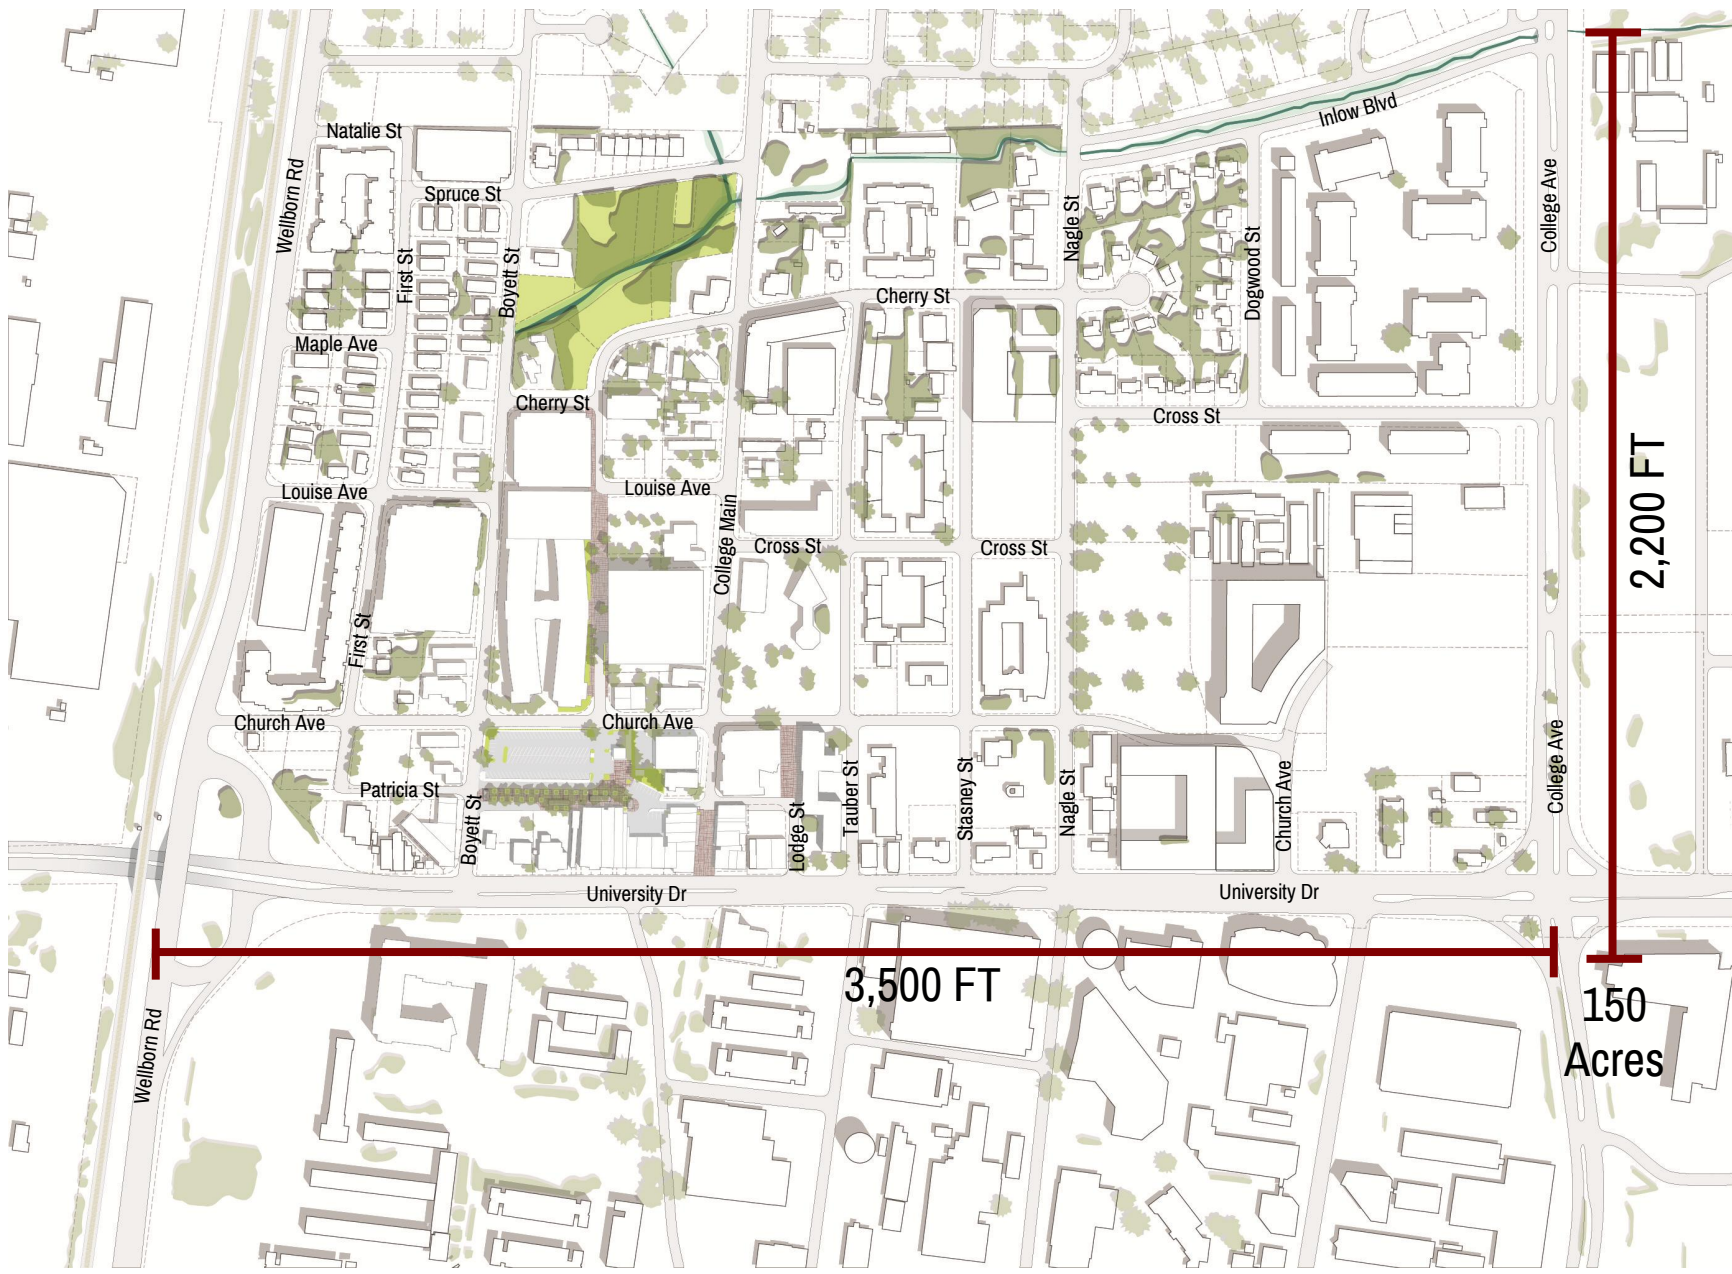 Inlow Blvd
Natalie St
Spruce St
Wellborn Rd
First St
Boyett St
Nagle St
Dogwood St
College Ave
Cherry St
Maple Ave
Cherry St
Cross St
Louise Ave
Louise Ave
College Main
Cross St
Cross St
2,200 FT
First St
Church Ave
Church Ave
Patricia St
Boyett St
Lodge St
Tauber St
Stasney St
Nagle St
Church Ave
College Ave
University Dr
University Dr
3,500 FT
150
Acres
Wellborn Rd